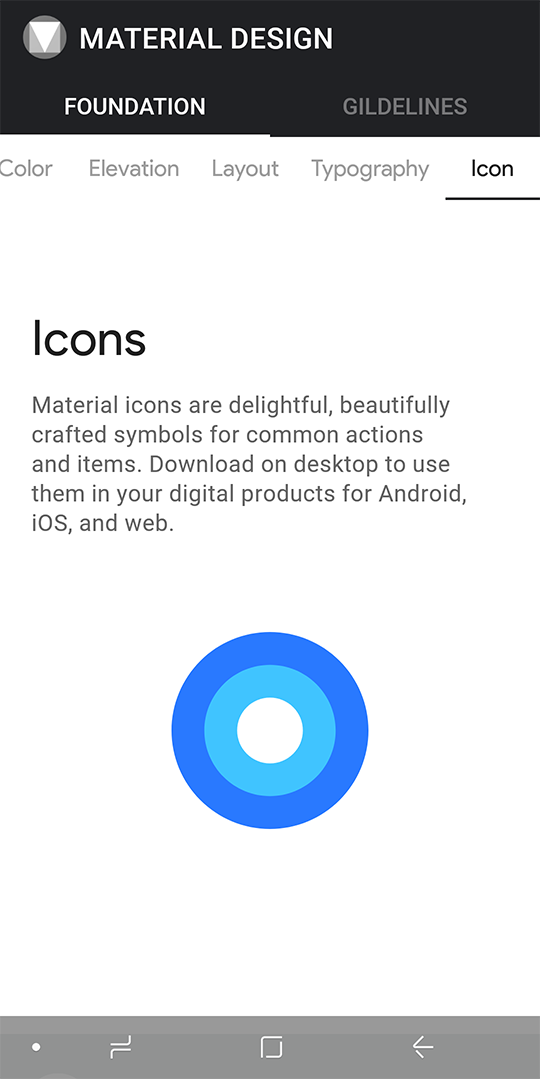 MATERIAL DESIGN
FOUNDATION GILDELINES
Color Elevation Layout Typography Icon
Icons
Material icons are delightful, beautifully
crafted symbols for common actions
and items. Download on desktop to use
them in your digital products for Android,
iOS, and web.